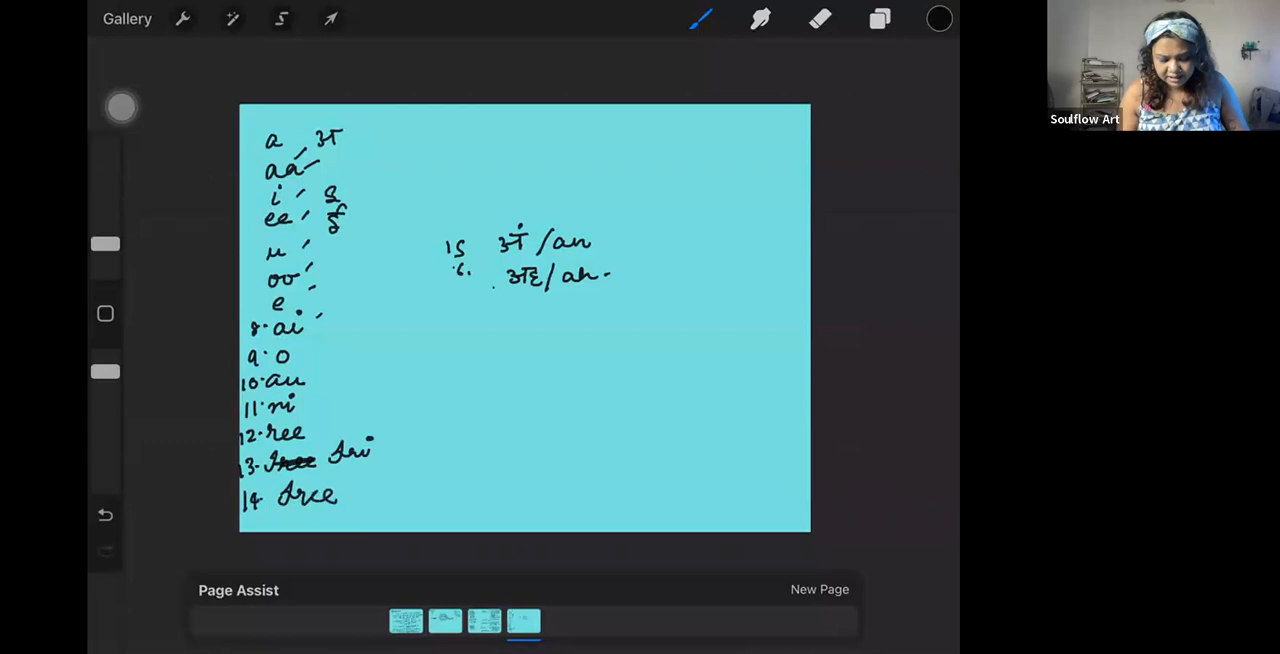 Gallery
Soulflow Art
a, अ
aa
i, इ
ee, ई
u
oo
e
8. ai
9. o
10. au
11. ri
12. ree
13. lri
14. lree
15 अं / an
6. अः / ah.
Page Assist
New Page